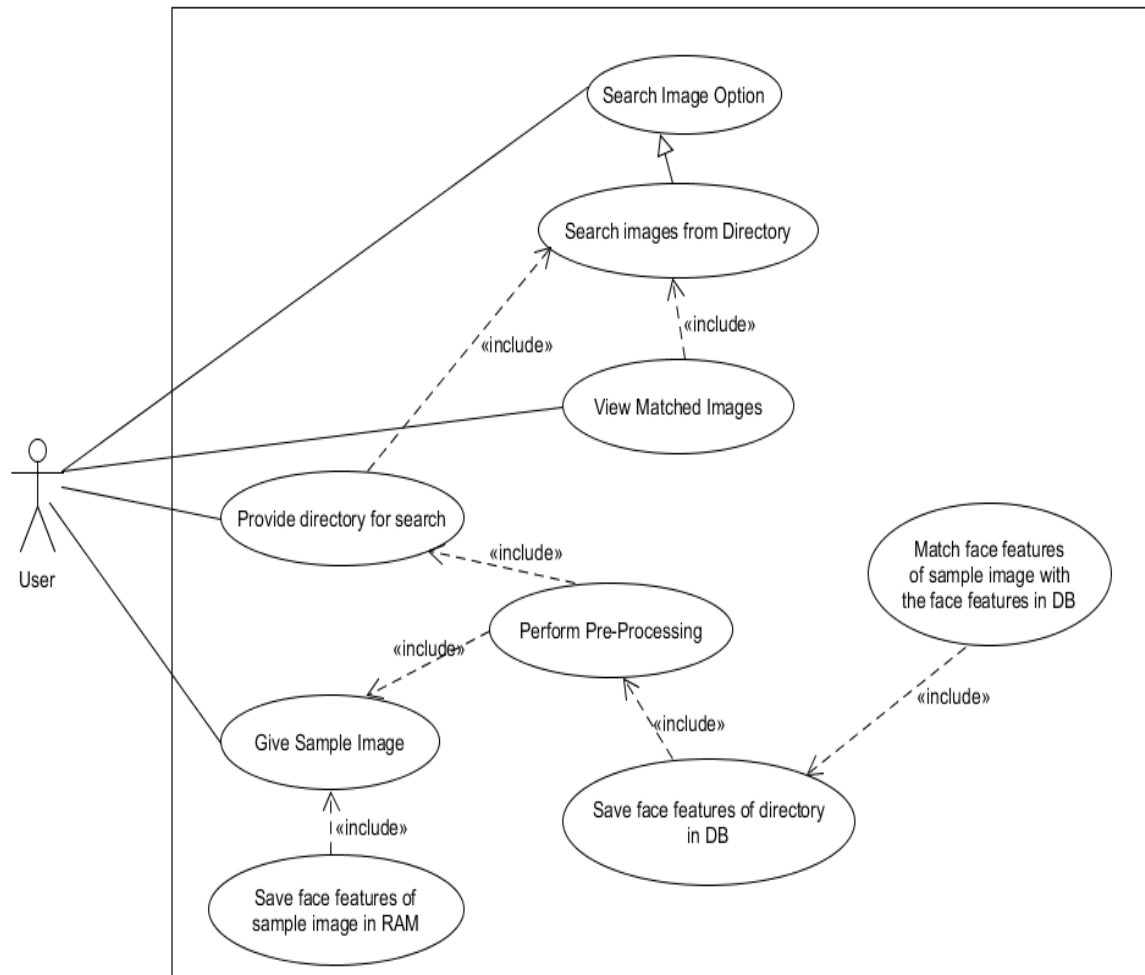 Search Image Option
Search images from Directory
«include»
«include»
View Matched Images
Provide directory for search
User
«include»
Match face features
of sample image with
the face features in DB
Perform Pre-Processing
«include»
«include»
«include»
Give Sample Image
Save face features of directory
in DB
«include»
Save face features of
sample image in RAM